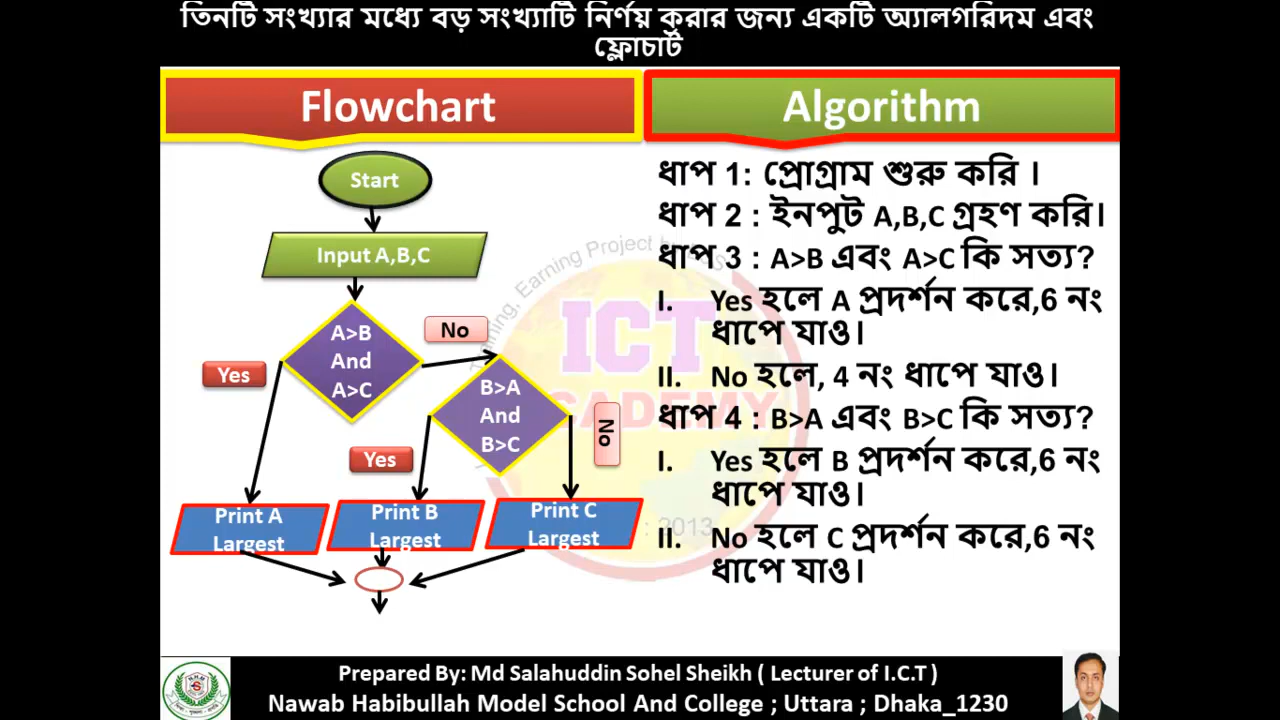 তিনটি সংখ্যার মধ্যে বড় সংখ্যাটি নির্ণয় করার জন্য একটি অ্যালগরিদম এবং
ফ্লোচার্ট
Flowchart
Start
Input A,B,C
A>B
And
A>C
No
Yes
B>A
And
B>C
No
Yes
Print A
Largest
Print B
Largest
Print C
Largest
Algorithm
ধাপ 1: প্রোগ্রাম শুরু করি ।
ধাপ 2 : ইনপুট A,B,C গ্রহণ করি।
ধাপ 3 : A>B এবং A>C কি সত্য?
I. Yes হলে A প্রদর্শন করে,6 নং
ধাপে যাও।
II. No হলে, 4 নং ধাপে যাও।
ধাপ 4 : B>A এবং B>C কি সত্য?
I. Yes হলে B প্রদর্শন করে,6 নং
ধাপে যাও।
II. No হলে C প্রদর্শন করে,6 নং
ধাপে যাও।
ICT
: 2013
Prepared By: Md Salahuddin Sohel Sheikh ( Lecturer of I.C.T )
Nawab Habibullah Model School And College ; Uttara ; Dhaka_1230